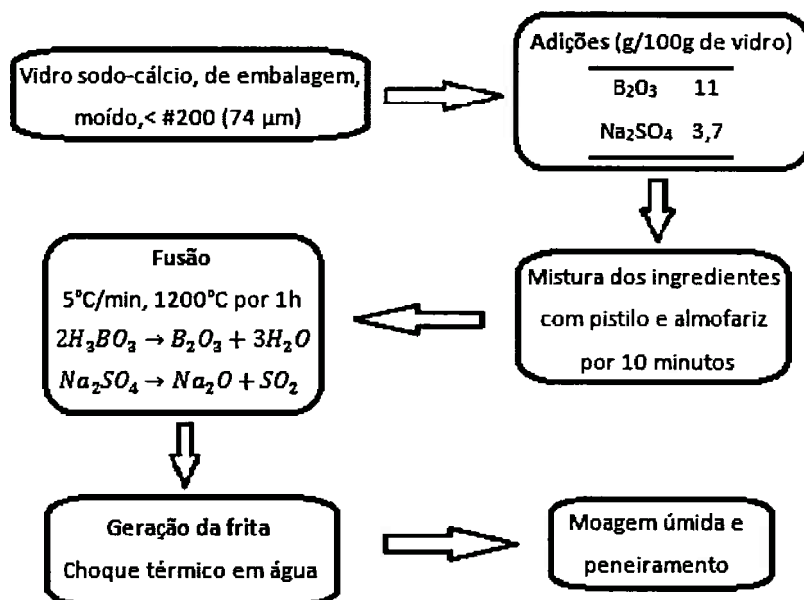 Vidro sodo-cálcio, de embalagem,
moído,< #200 (74 µm)
Adições (g/100g de vidro)
B₂O₃ 11
Na₂SO₄ 3,7
Mistura dos ingredientes
com pistilo e almofariz
por 10 minutos
Fusão
5°C/min, 1200°C por 1h
2H₃BO₃ → B₂O₃ + 3H₂O
Na₂SO₄ → Na₂O + SO₂
Geração da frita
Choque térmico em água
Moagem úmida e
peneiramento